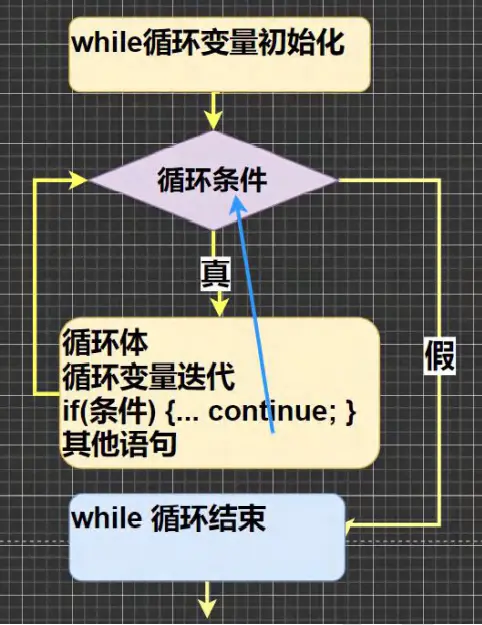 while循环变量初始化
循环条件
真
循环体
循环变量迭代
if(条件) {... continue; }
其他语句
假
while 循环结束